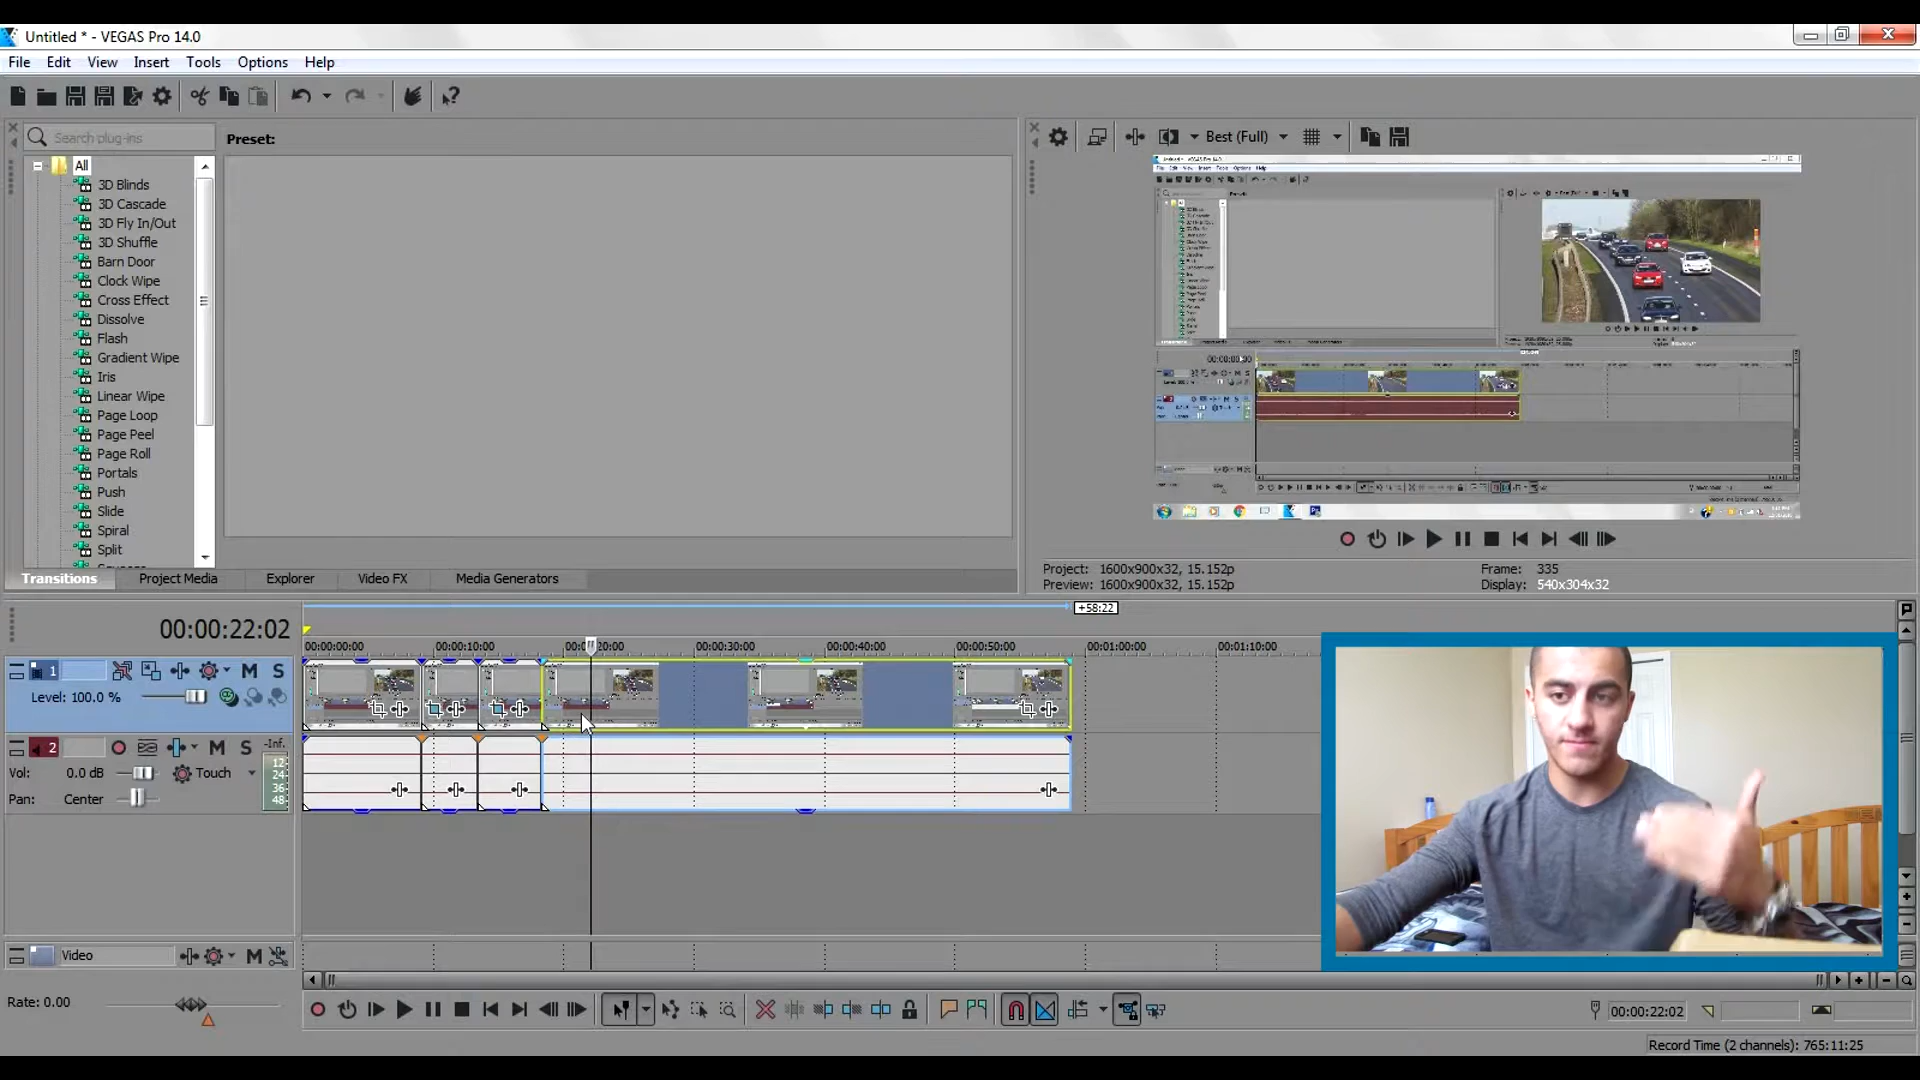 Untitled * - VEGAS Pro 14.0
File Edit View Insert Tools Options Help
Search plug-ins
Preset:
Best (Full)
All
3D Blinds
3D Cascade
3D Fly In/Out
3D Shuffle
Barn Door
Clock Wipe
Cross Effect
Dissolve
Flash
Gradient Wipe
Iris
Linear Wipe
Page Loop
Page Peel
Page Roll
Portals
Push
Slide
Spiral
Split
Transitions Project Media Explorer Video FX Media Generators
Project: 1600x900x32, 15.152p Frame: 335
Preview: 1600x900x32, 15.152p Display: 540x304x32
+58:22
00:00:22:02
00:00:00:00 00:00:10:00 00:00:30:00 00:00:40:00 00:00:50:00 00:01:00:00 00:01:10:00
1 M S
Level: 100.0 %
2 M S -Inf.
Vol: 0.0 dB Touch
Pan: Center
12
24
36
48
Video M
Rate: 0.00
00:00:22:02
Record Time (2 channels): 765:11:25